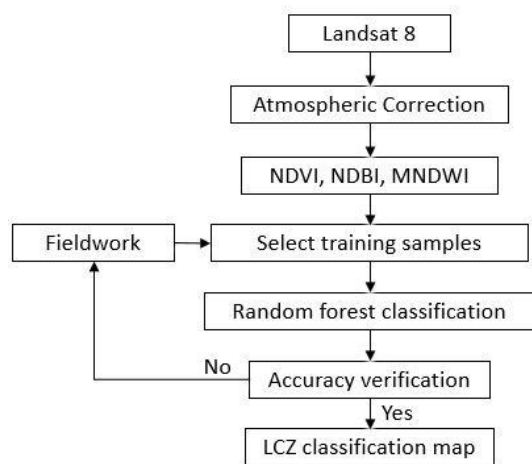 Landsat 8
Atmospheric Correction
NDVI, NDBI, MNDWI
Fieldwork
Select training samples
Random forest classification
No
Accuracy verification
Yes
LCZ classification map